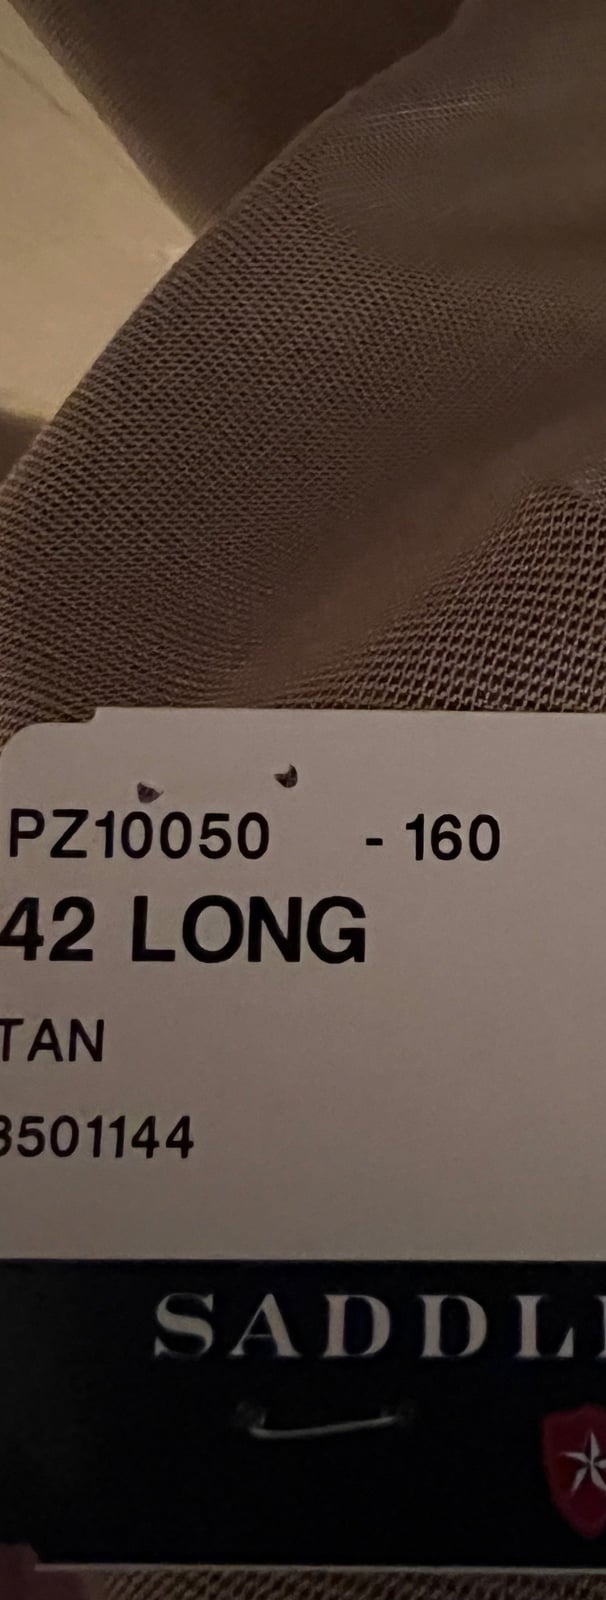 PZ10050 - 160
42 LONG
TAN
3501144
SADDL